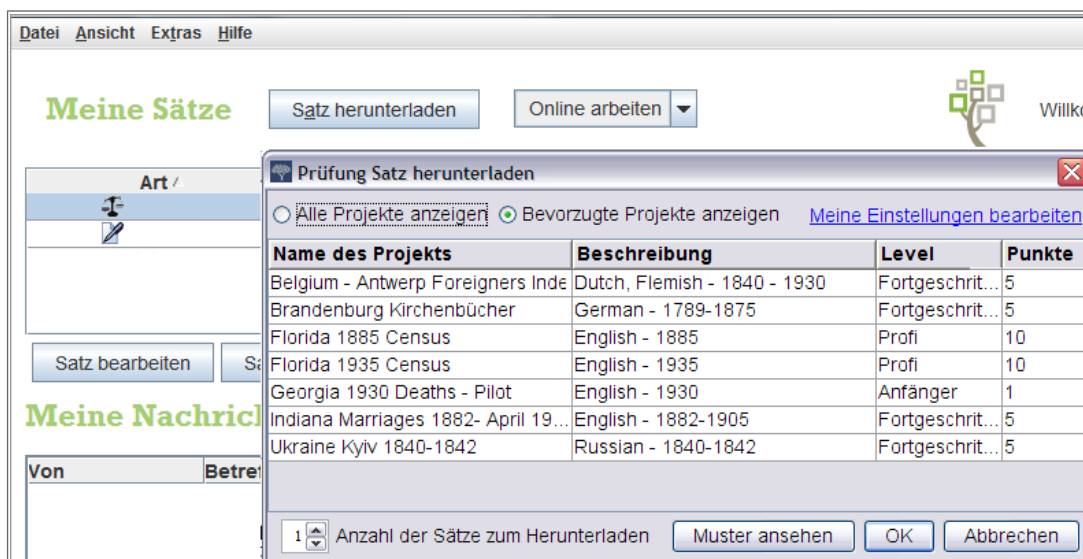 Datei Ansicht Extras Hilfe
Meine Sätze Satz herunterladen Online arbeiten
Art
Prüfung Satz herunterladen
Alle Projekte anzeigen Bevorzugte Projekte anzeigen Meine Einstellungen bearbeiten
Name des Projekts Beschreibung Level Punkte
Belgium - Antwerp Foreigners Inde Dutch, Flemish - 1840 - 1930 Fortgeschrit... 5
Brandenburg Kirchenbücher German - 1789-1875 Fortgeschrit... 5
Florida 1885 Census English - 1885 Profi 10
Florida 1935 Census English - 1935 Profi 10
Georgia 1930 Deaths - Pilot English - 1930 Anfänger 1
Indiana Marriages 1882- April 19... English - 1882-1905 Fortgeschrit... 5
Ukraine Kyiv 1840-1842 Russian - 1840-1842 Fortgeschrit... 5
Satz bearbeiten
Meine Nachric
Von Betre
1 Anzahl der Sätze zum Herunterladen Muster ansehen OK Abbrechen